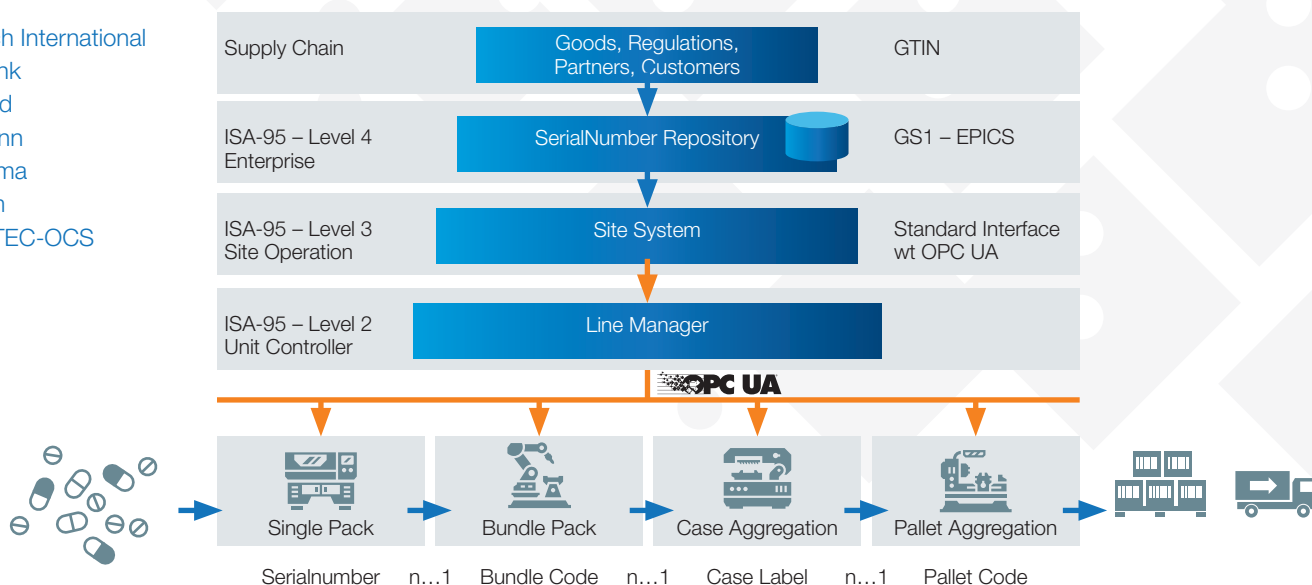 h International
nk
d
nn
ma
n
TEC-OCS
Supply Chain
Goods, Regulations,
Partners, Customers
GTIN
ISA-95 – Level 4
Enterprise
SerialNumber Repository
GS1 – EPICS
ISA-95 – Level 3
Site Operation
Site System
Standard Interface
wt OPC UA
ISA-95 – Level 2
Unit Controller
Line Manager
OPC UA
Single Pack
Bundle Pack
Case Aggregation
Pallet Aggregation
Serialnumber n…1 Bundle Code n…1 Case Label n…1 Pallet Code